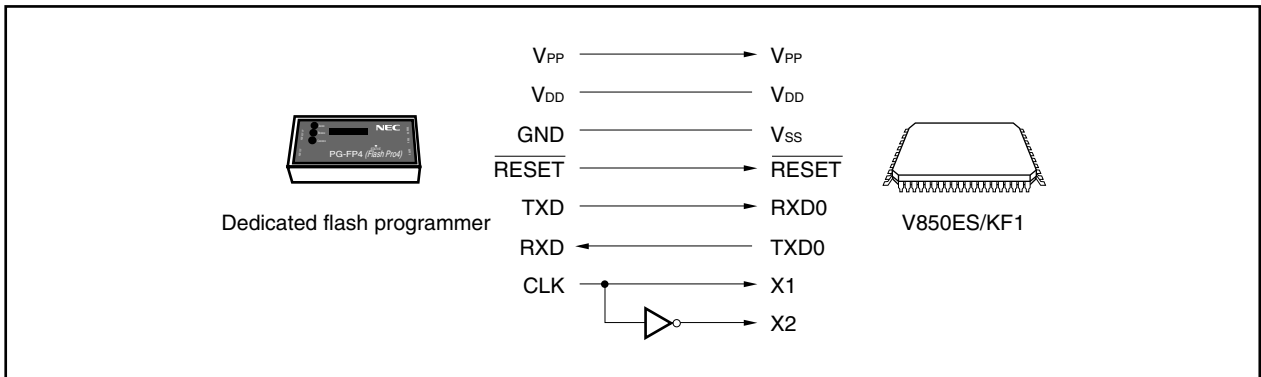 VPP VPP
VDD VDD
GND VSS
RESET RESET
TXD RXD0
RXD TXD0
CLK X1
X2
NEC
PG-FP4 (Flash Pro4)
Dedicated flash programmer
V850ES/KF1